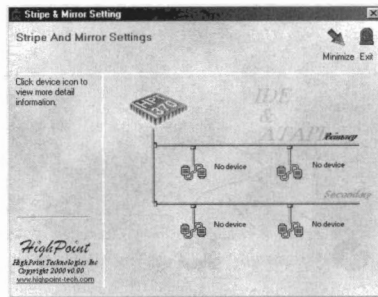 Stripe & Mirror Setting
Stripe And Mirror Settings
Minimize Exit
Click device icon to
view more detail
information.
HPT
370
IDE
&
ATAPI
Primary
No device
No device
Secondary
No device
No device
HighPoint
HighPoint Technologies Inc
Copyright 2000 v0.90
www.highpoint-tech.com